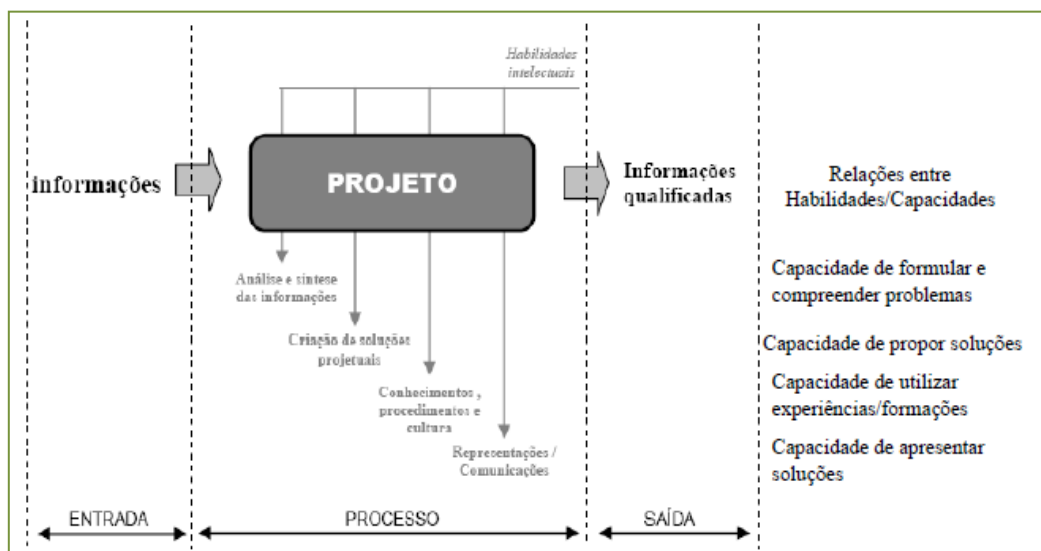 Habilidades
intelectuais
informações
PROJETO
Informações
qualificadas
Relações entre
Habilidades/Capacidades
Análise e síntese
das informações
Criação de soluções
projetuais
Conhecimentos ,
procedimentos e
cultura
Representações /
Comunicações
Capacidade de formular e
compreender problemas
Capacidade de propor soluções
Capacidade de utilizar
experiências/formações
Capacidade de apresentar
soluções
ENTRADA
PROCESSO
SAÍDA